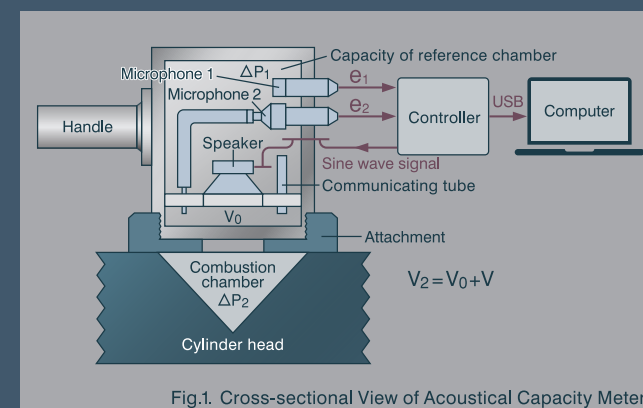 Capacity of reference chamber
ΔP1
Microphone 1
e1
Microphone 2
e2
USB
Computer
Controller
Handle
Speaker
Sine wave signal
Communicating tube
V0
Attachment
Combustion
chamber
ΔP2
V2=V0+V
Cylinder head
Fig.1. Cross-sectional View of Acoustical Capacity Meter